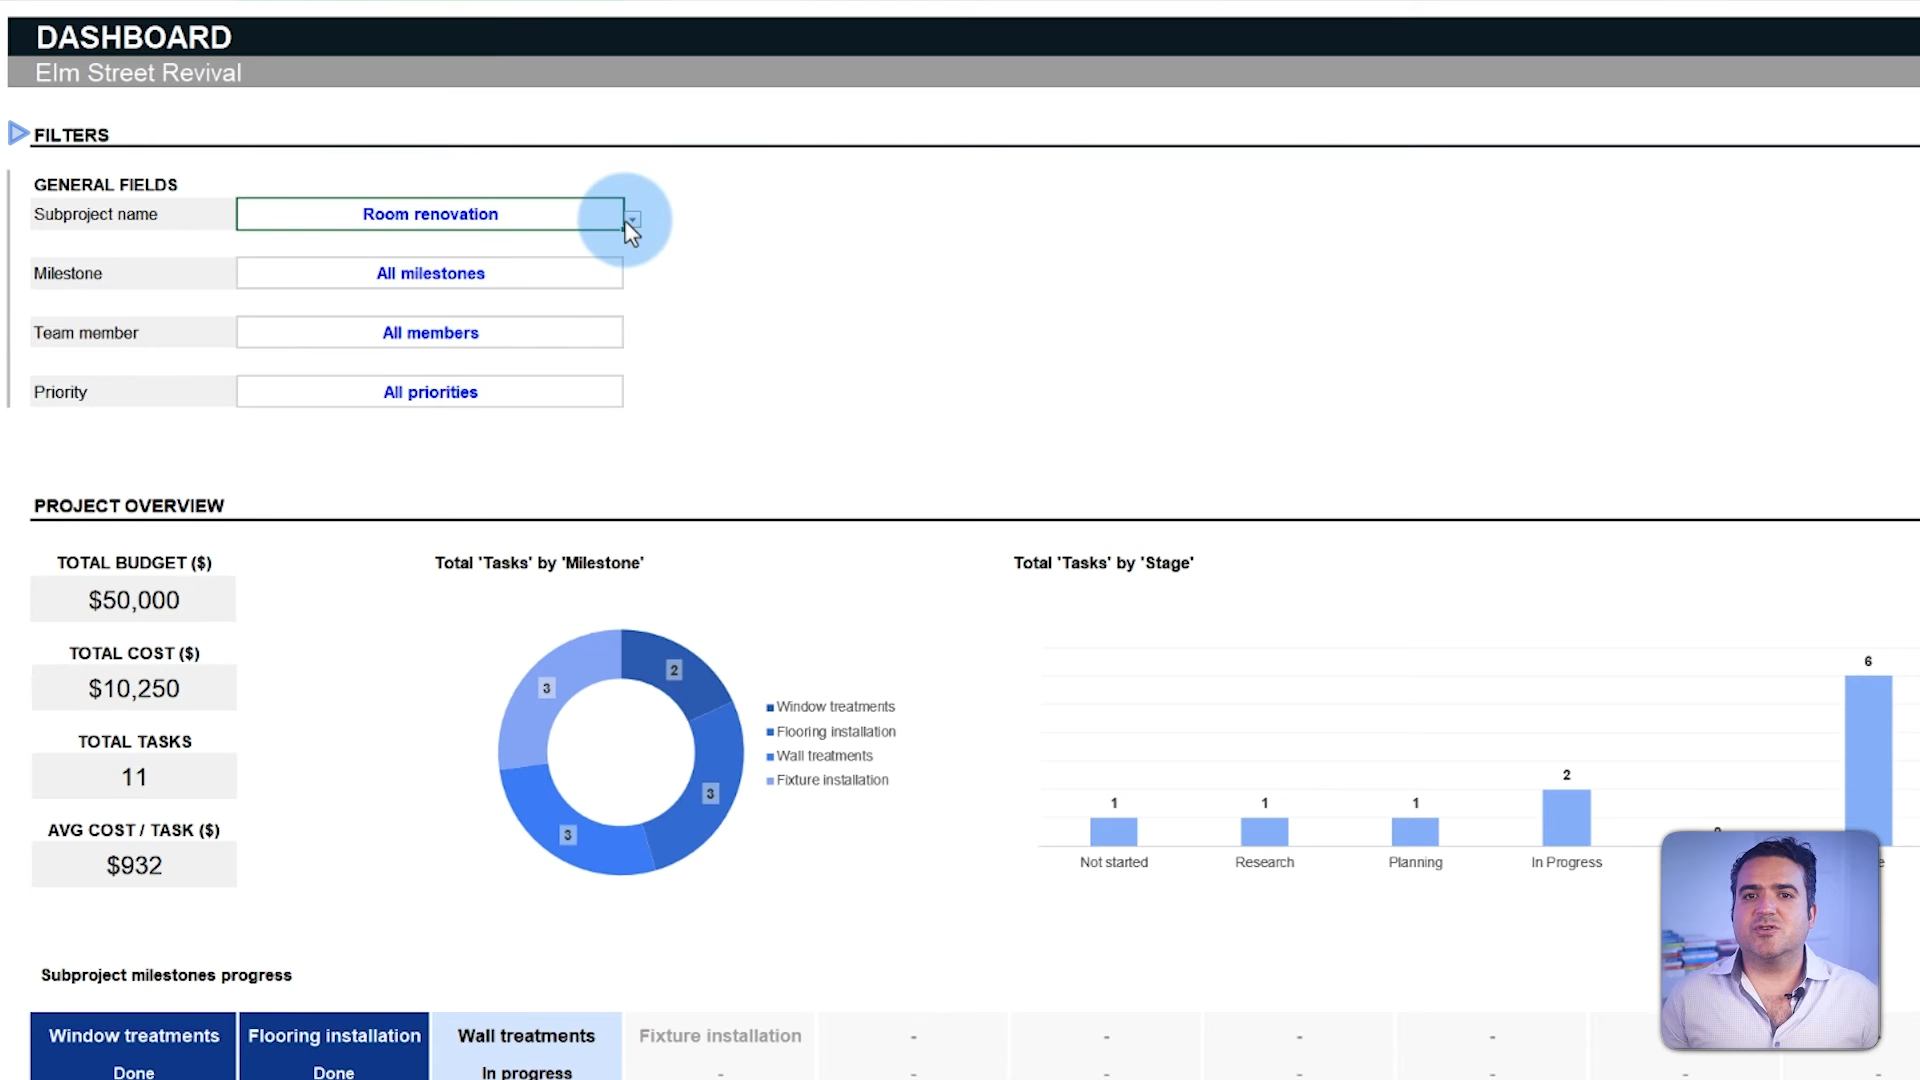 DASHBOARD
Elm Street Revival
FILTERS
GENERAL FIELDS
Subproject name
Room renovation
Milestone
All milestones
Team member
All members
Priority
All priorities
PROJECT OVERVIEW
TOTAL BUDGET ($)
$50,000
TOTAL COST ($)
$10,250
TOTAL TASKS
11
AVG COST / TASK ($)
$932
Total 'Tasks' by 'Milestone'
2
3
3
3
Window treatments
Flooring installation
Wall treatments
Fixture installation
Total 'Tasks' by 'Stage'
1
1
1
2
6
Not started
Research
Planning
In Progress
Subproject milestones progress
Window treatments
Flooring installation
Wall treatments
Fixture installation
-
-
-
-
Done
Done
In progress
-
-
-
-
-
-
-